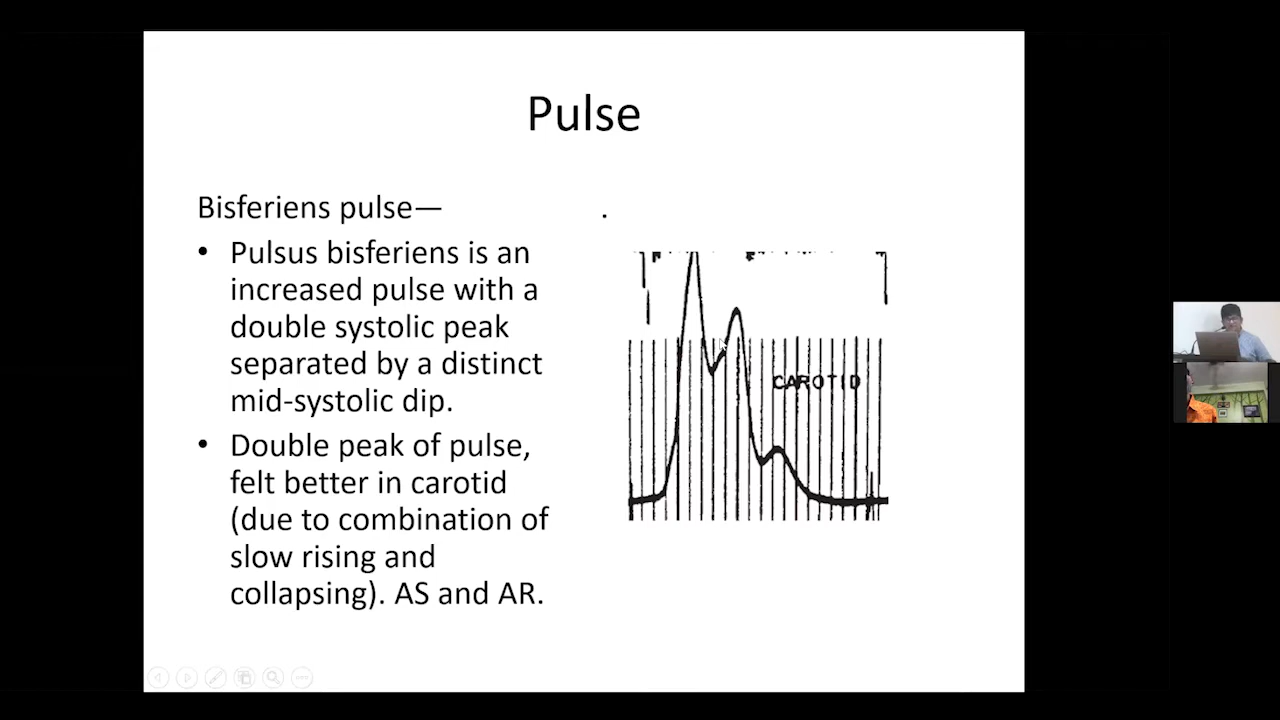 Pulse
Bisferiens pulse—
.
• Pulsus bisferiens is an
increased pulse with a
double systolic peak
separated by a distinct
mid-systolic dip.
• Double peak of pulse,
felt better in carotid
(due to combination of
slow rising and
collapsing). AS and AR.
CAROTID